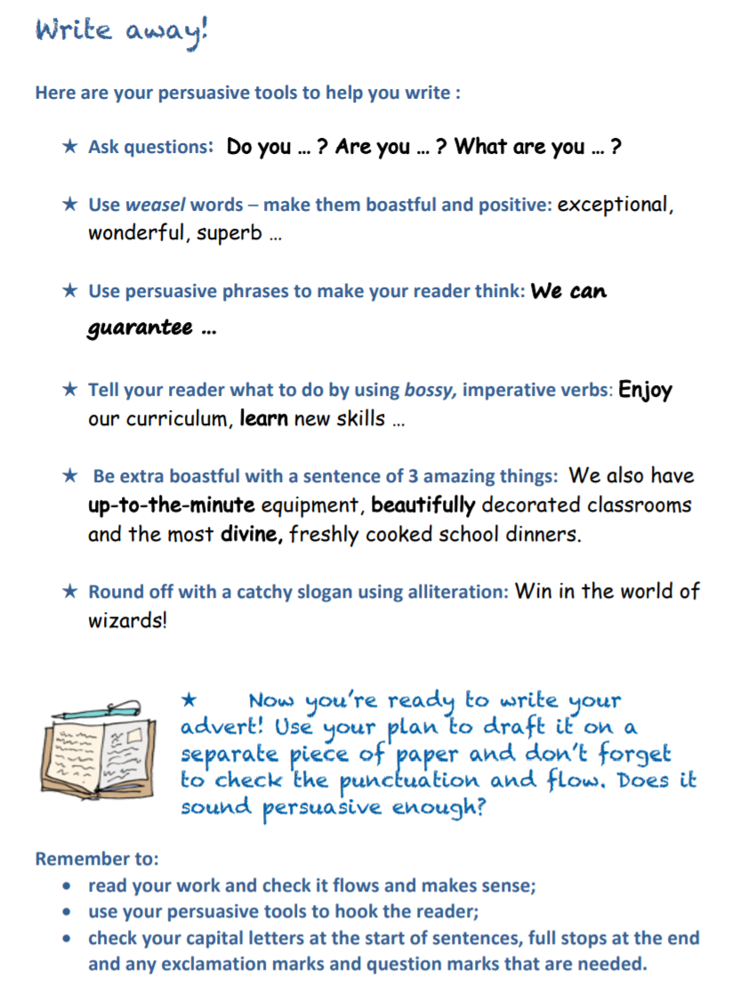 Write away!
Here are your persuasive tools to help you write :
★ Ask questions: Do you … ? Are you … ? What are you … ?
★ Use weasel words – make them boastful and positive: exceptional,
wonderful, superb …
★ Use persuasive phrases to make your reader think: We can
guarantee …
★ Tell your reader what to do by using bossy, imperative verbs: Enjoy
our curriculum, learn new skills …
★ Be extra boastful with a sentence of 3 amazing things: We also have
up-to-the-minute equipment, beautifully decorated classrooms
and the most divine, freshly cooked school dinners.
★ Round off with a catchy slogan using alliteration: Win in the world of
wizards!
★ Now you're ready to write your
advert! Use your plan to draft it on a
separate piece of paper and don't forget
to check the punctuation and flow. Does it
sound persuasive enough?
Remember to:
• read your work and check it flows and makes sense;
• use your persuasive tools to hook the reader;
• check your capital letters at the start of sentences, full stops at the end
and any exclamation marks and question marks that are needed.